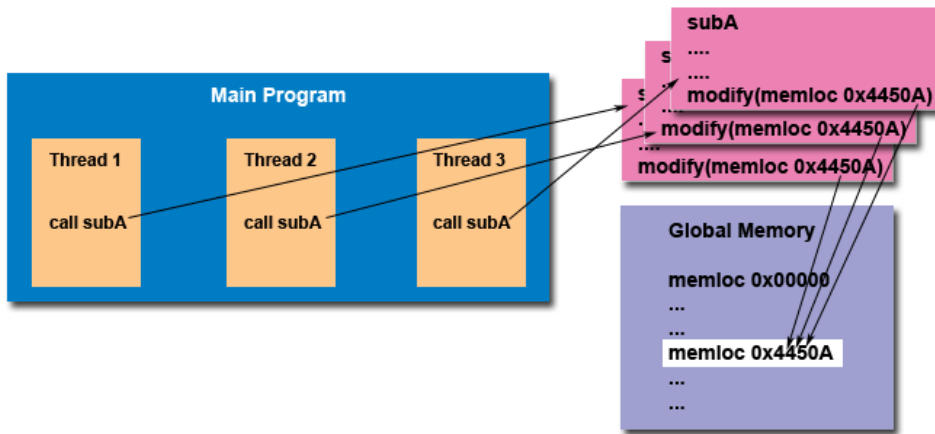 Main Program
Thread 1
call subA
Thread 2
call subA
Thread 3
call subA
subA
....
....
modify(memloc 0x4450A)
s
..
modify(memloc 0x4450A)
s
.
....
modify(memloc 0x4450A)
Global Memory
memloc 0x00000
...
...
memloc 0x4450A
...
...